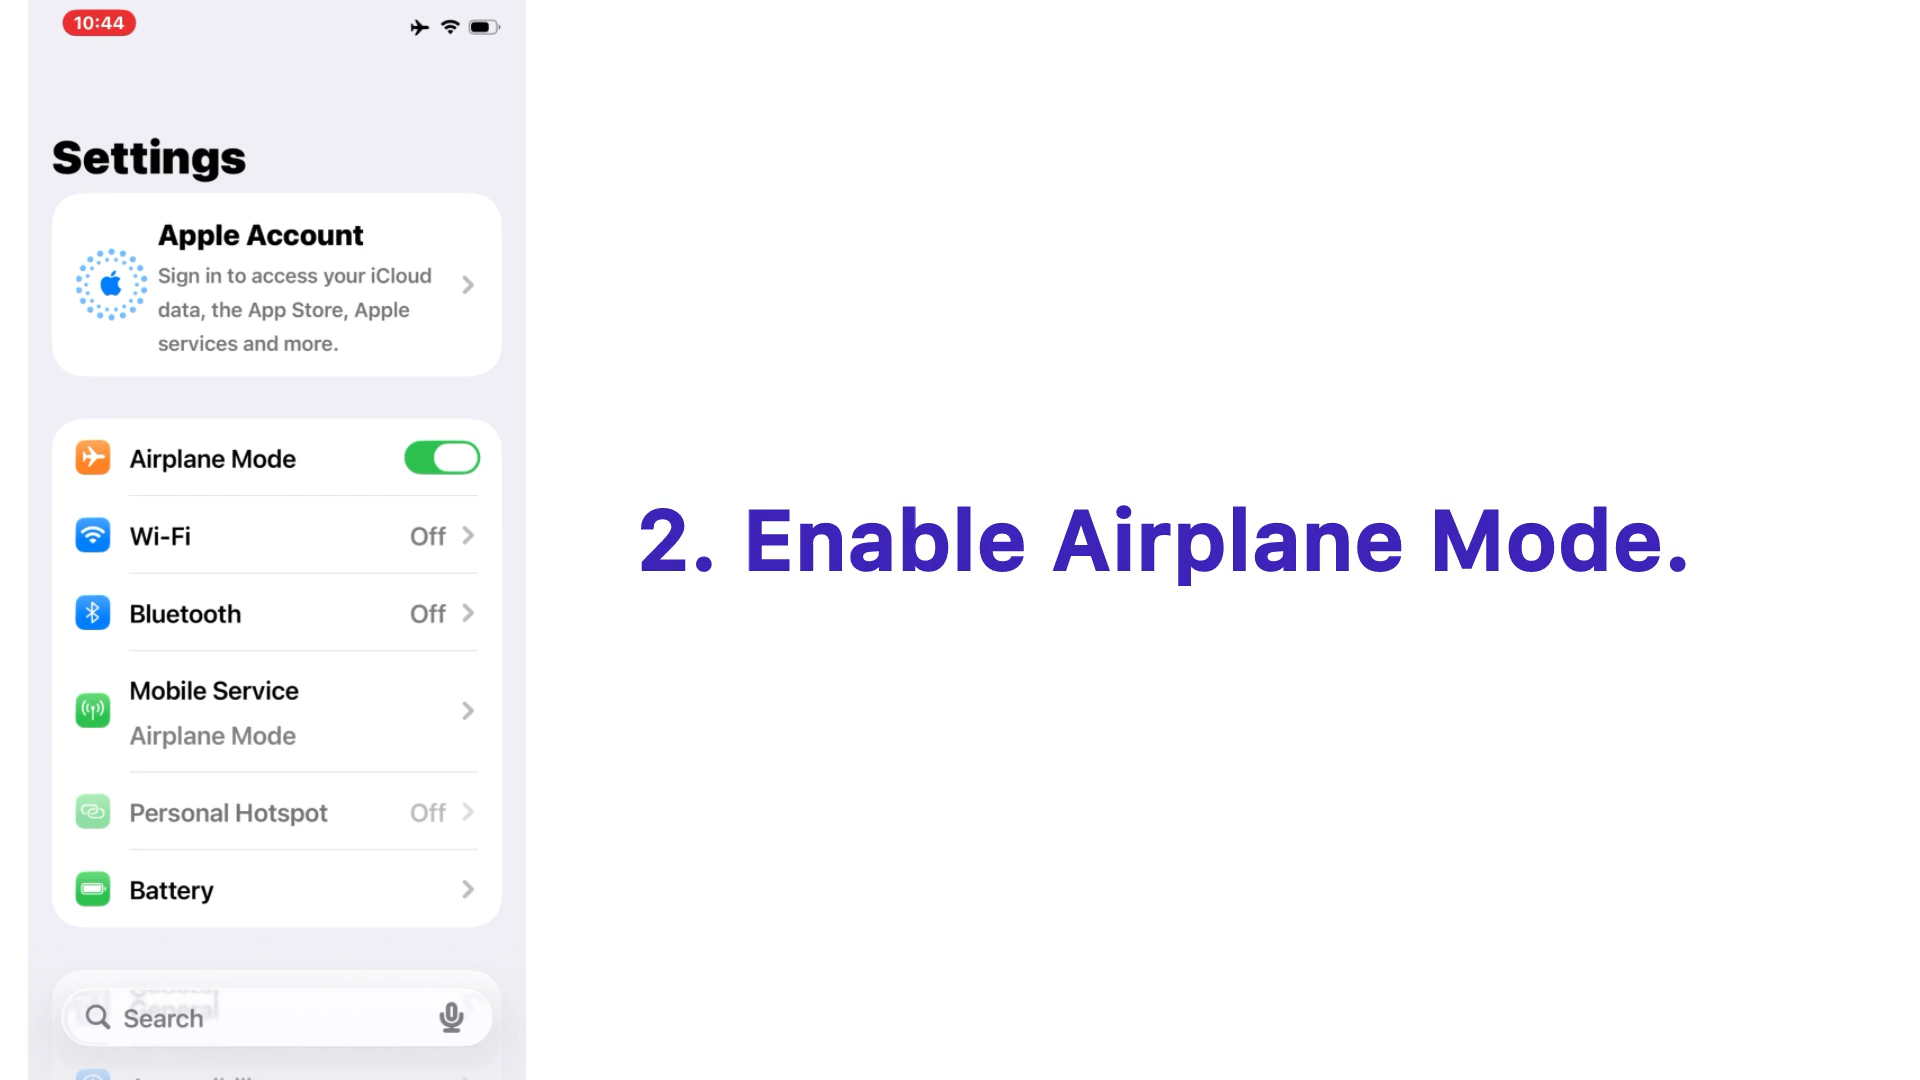 10:44
Settings
Apple Account
Sign in to access your iCloud
data, the App Store, Apple
services and more.
Airplane Mode
Wi-Fi Off
Bluetooth Off
Mobile Service
Airplane Mode
Personal Hotspot Off
Battery
General
Search
2. Enable Airplane Mode.